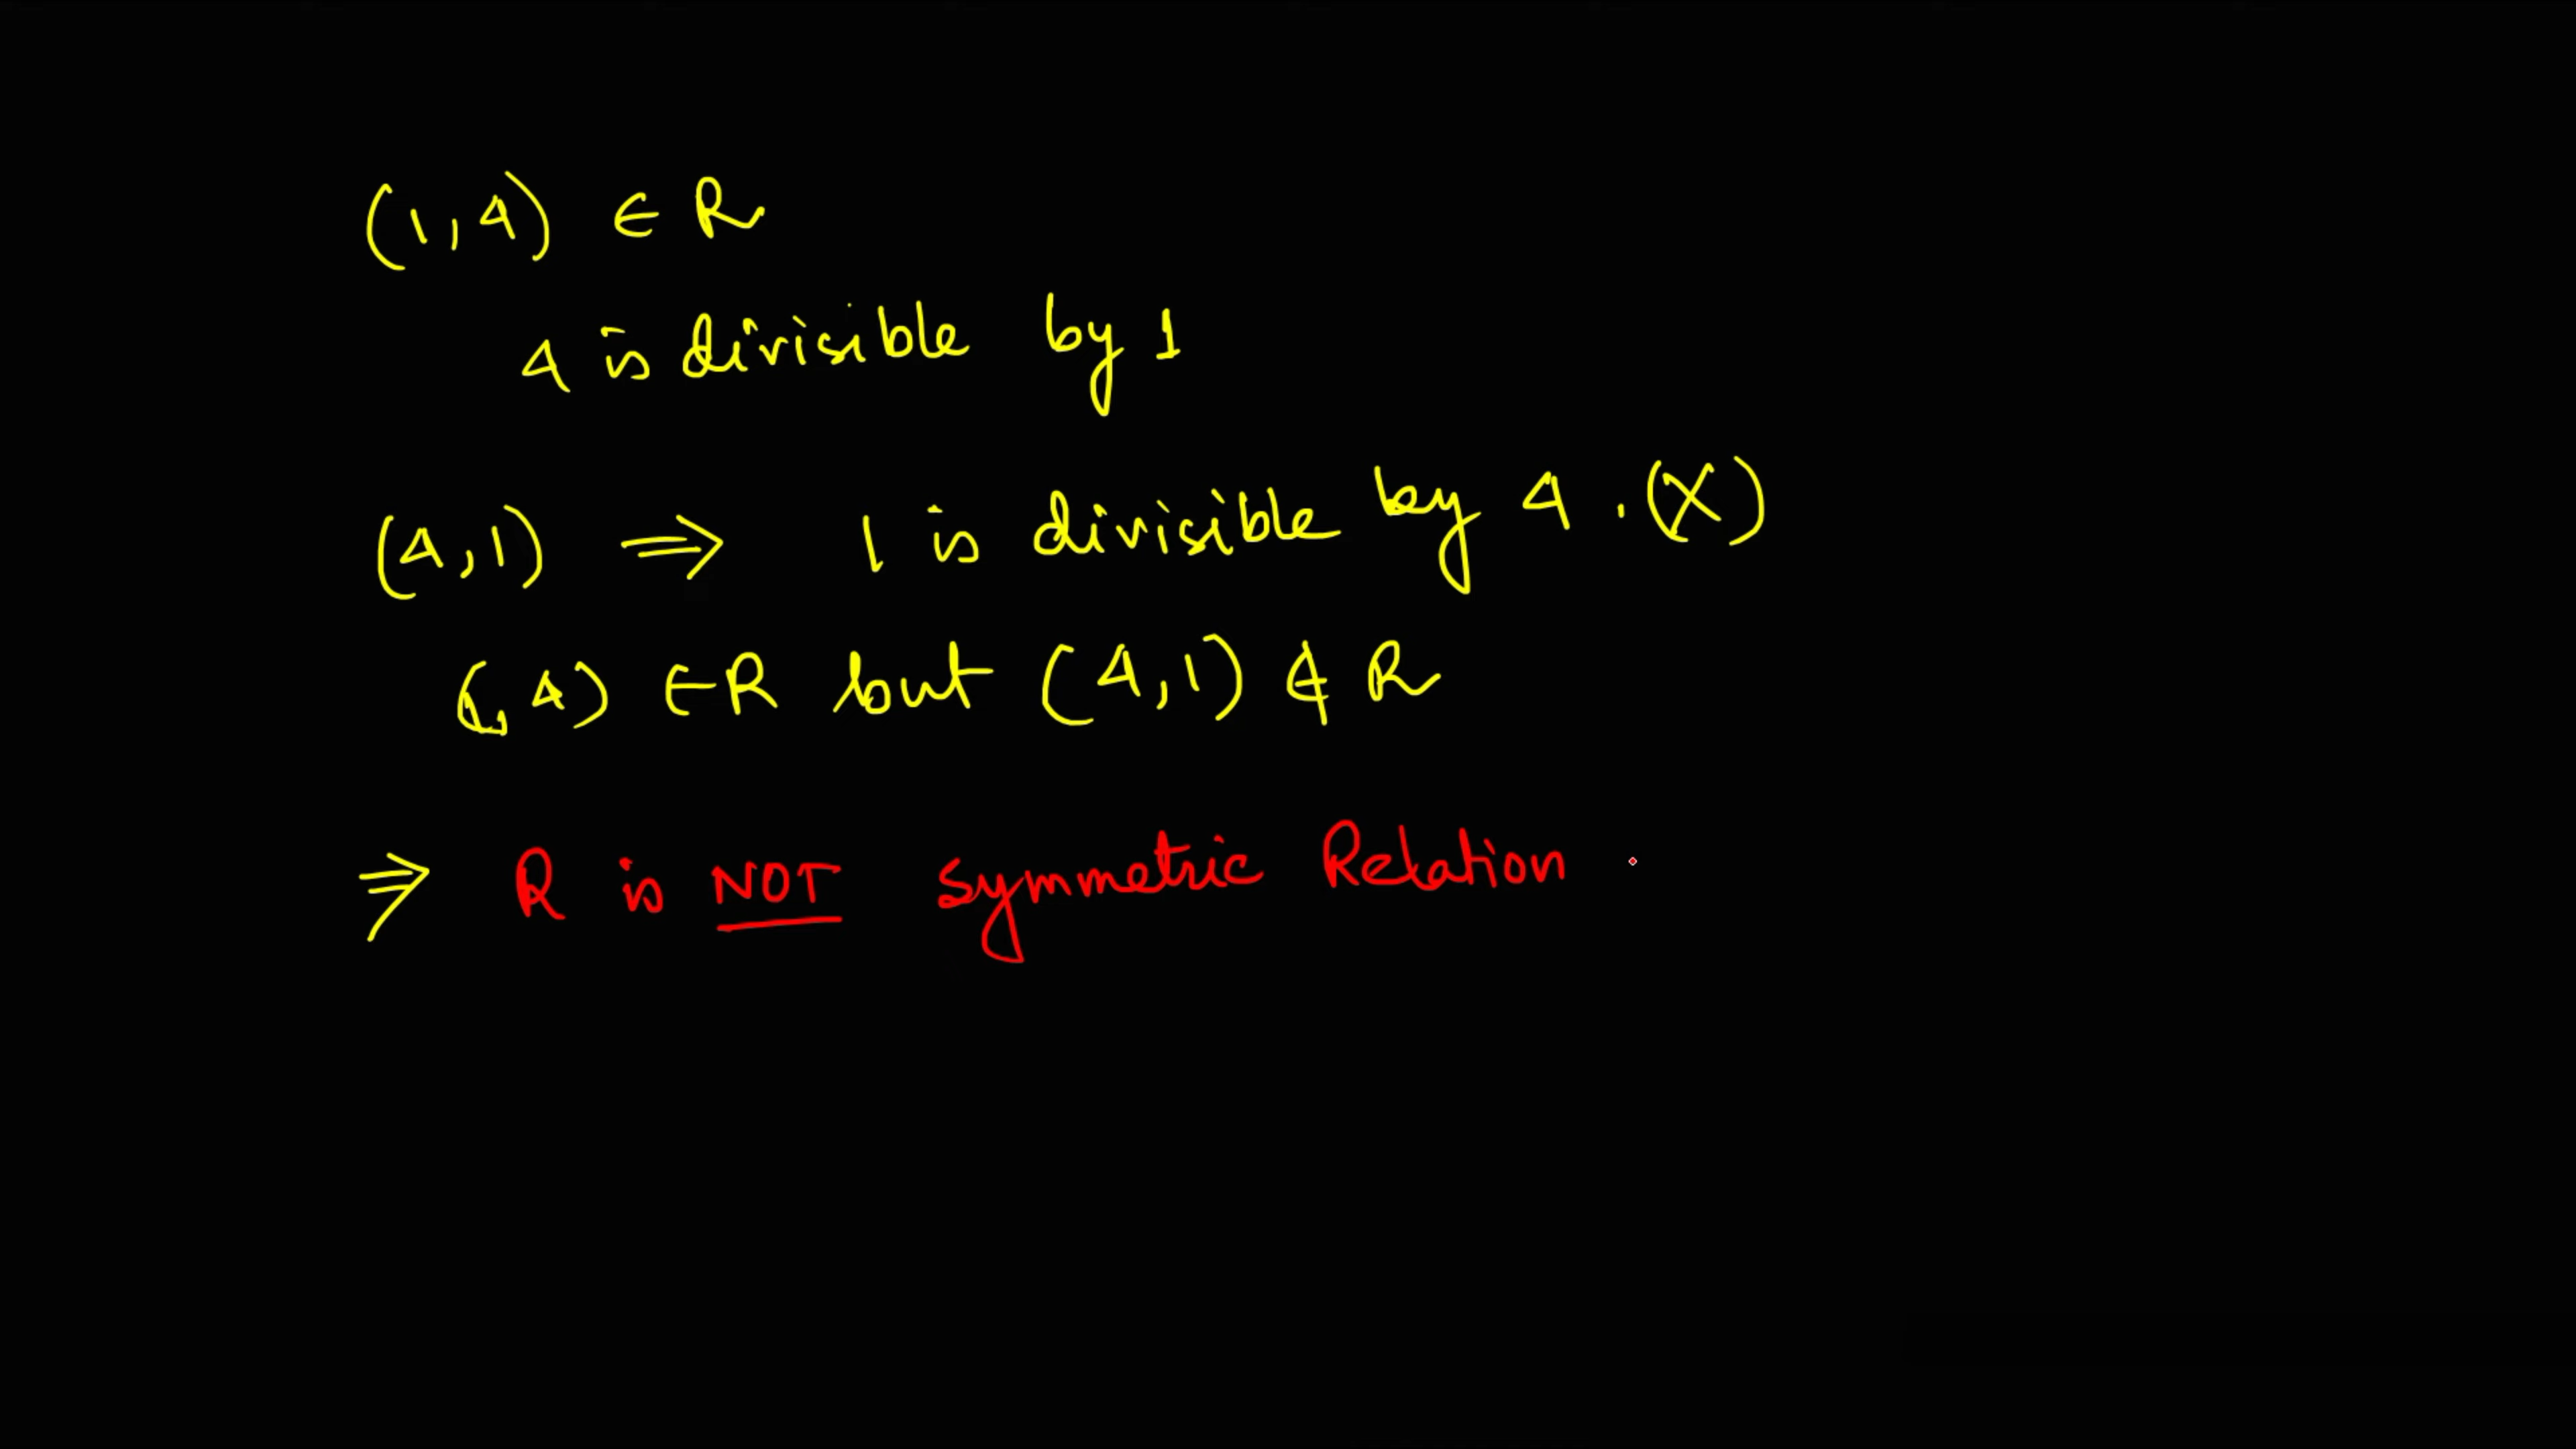 (1,4) ∈ R
4 is divisible by 1
(4,1) ⇒ 1 is divisible by 4 . (X)
(1,4) ∈ R but (4,1) ∉ R
⇒ R is NOT Symmetric Relation